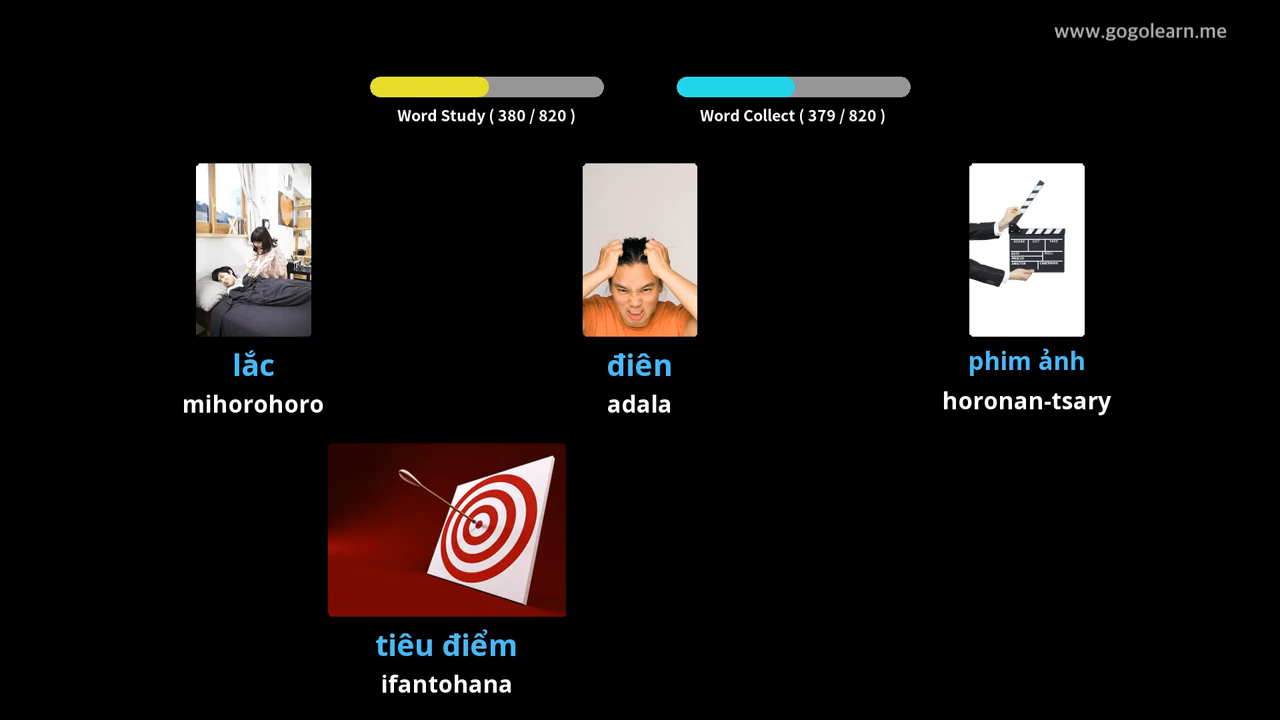 www.gogolearn.me
Word Study ( 380 / 820 )
Word Collect ( 379 / 820 )
lắc
mihorohoro
điên
adala
phim ảnh
horonan-tsary
tiêu điểm
ifantohana